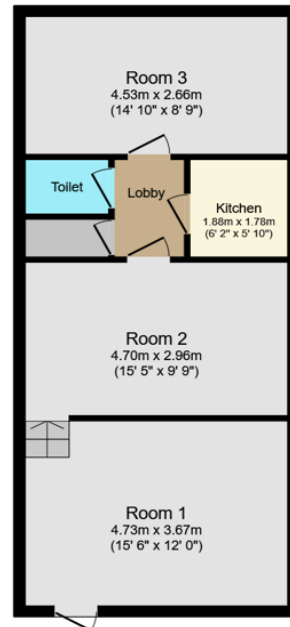 Room 3
4.53m x 2.66m
(14' 10" x 8' 9")
Toilet
Lobby
Kitchen
1.88m x 1.78m
(6' 2" x 5' 10")
Room 2
4.70m x 2.96m
(15' 5" x 9' 9")
Room 1
4.73m x 3.67m
(15' 6" x 12' 0")